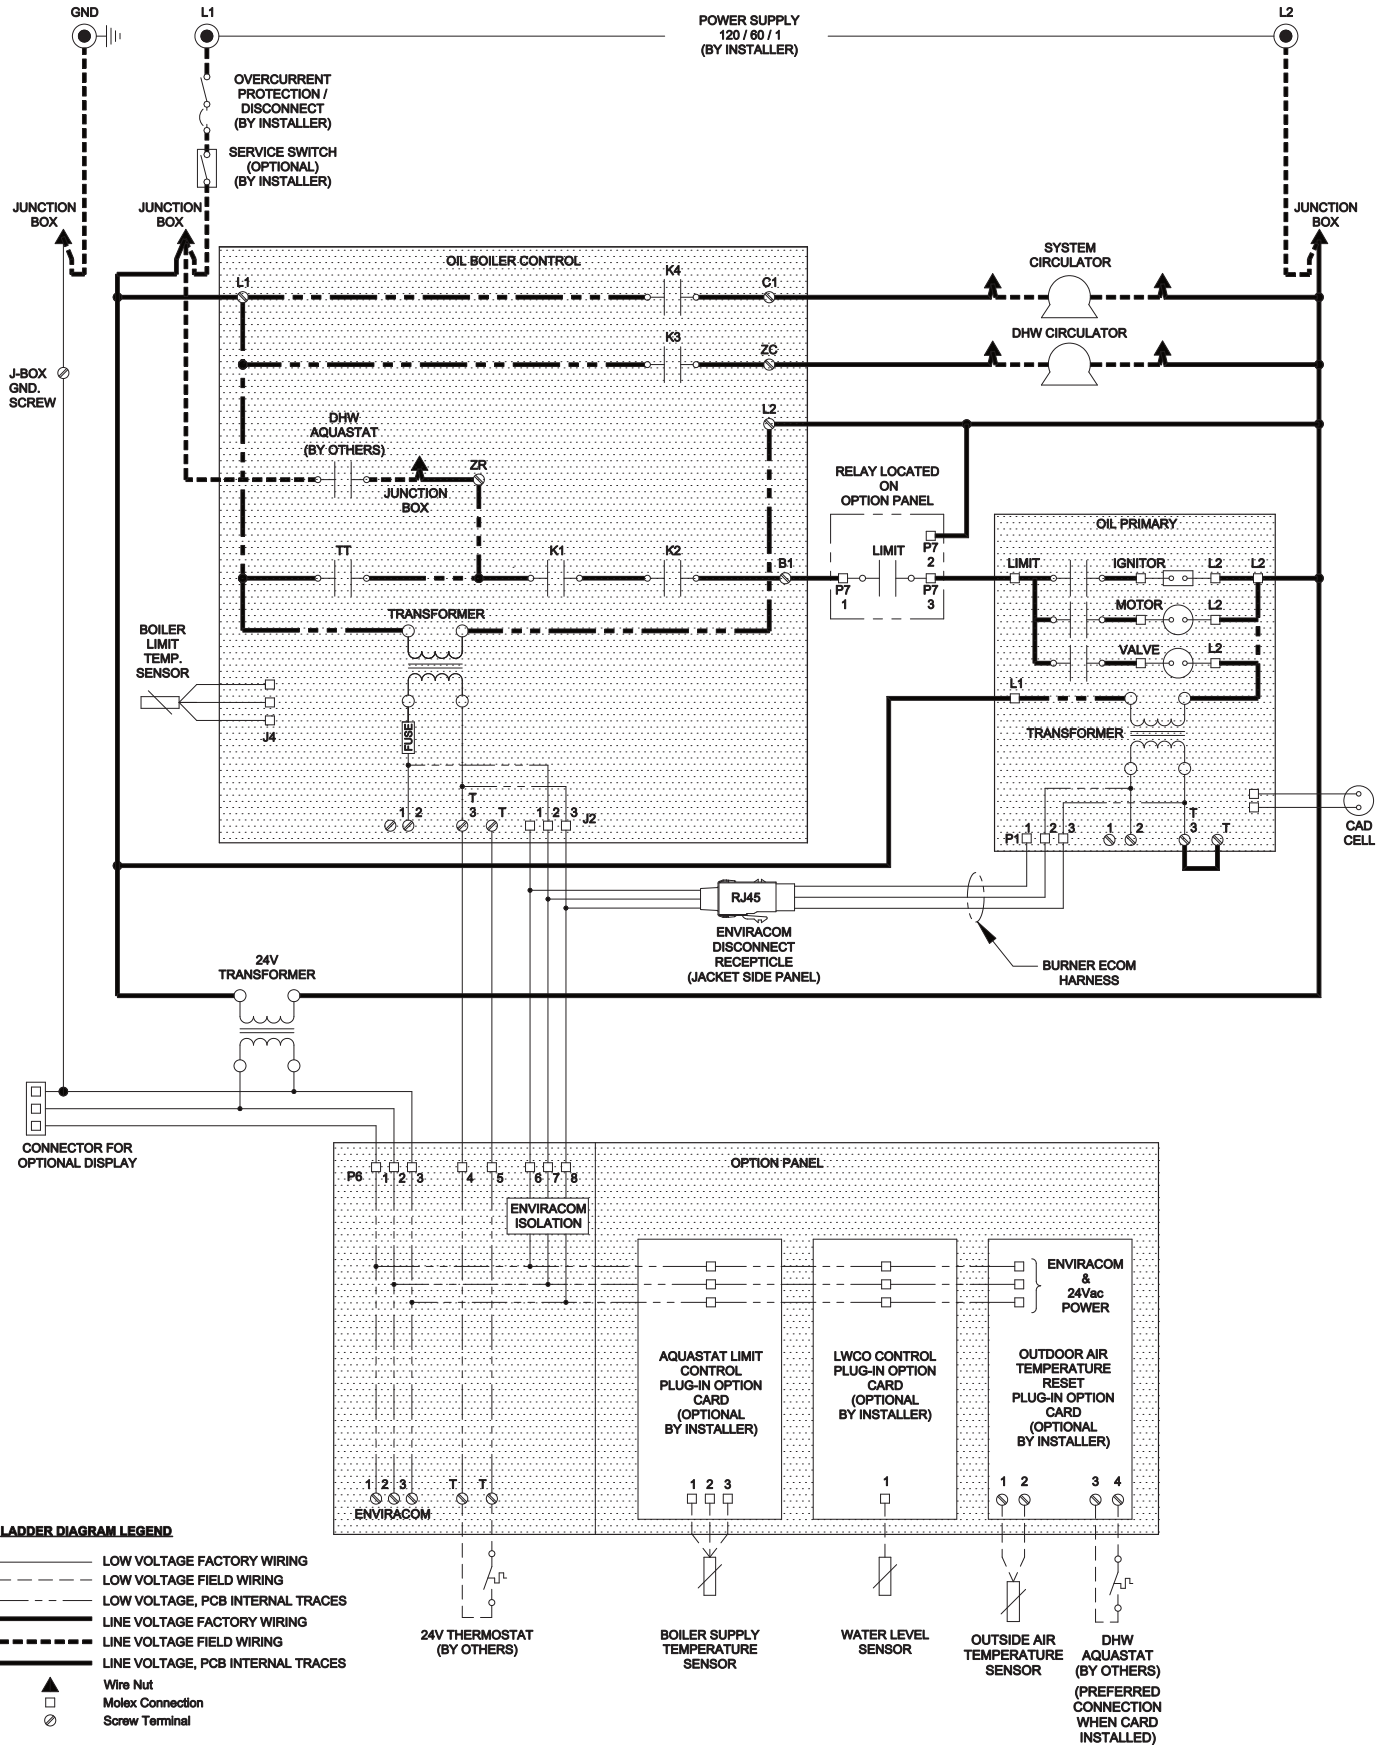 GND
L1
POWER SUPPLY
120 / 60 / 1
(BY INSTALLER)
L2
OVERCURRENT
PROTECTION /
DISCONNECT
(BY INSTALLER)
SERVICE SWITCH
(OPTIONAL)
(BY INSTALLER)
JUNCTION
BOX
JUNCTION
BOX
JUNCTION
BOX
OIL BOILER CONTROL
SYSTEM
CIRCULATOR
L1
K4
C1
K3
ZC
DHW CIRCULATOR
J-BOX
GND.
SCREW
DHW
AQUASTAT
(BY OTHERS)
L2
ZR
JUNCTION
BOX
RELAY LOCATED
ON
OPTION PANEL
OIL PRIMARY
TT
K1
K2
B1
LIMIT
P7
2
P7
1
P7
3
LIMIT
IGNITOR
L2
L2
MOTOR
L2
VALVE
L2
TRANSFORMER
BOILER
LIMIT
TEMP.
SENSOR
J4
FUSE
L1
TRANSFORMER
1
2
T
3
T
1
2
3
J2
P1
1
2
3
1
2
T
3
T
CAD
CELL
RJ45
ENVIRACOM
DISCONNECT
RECEPTICLE
(JACKET SIDE PANEL)
BURNER ECOM
HARNESS
24V
TRANSFORMER
CONNECTOR FOR
OPTIONAL DISPLAY
OPTION PANEL
P6
1
2
3
4
5
6
7
8
ENVIRACOM
ISOLATION
ENVIRACOM
&
24Vac
POWER
AQUASTAT LIMIT
CONTROL
PLUG-IN OPTION
CARD
(OPTIONAL
BY INSTALLER)
LWCO CONTROL
PLUG-IN OPTION
CARD
(OPTIONAL
BY INSTALLER)
OUTDOOR AIR
TEMPERATURE
RESET
PLUG-IN OPTION
CARD
(OPTIONAL
BY INSTALLER)
1
2
3
T
T
ENVIRACOM
1
2
3
1
1
2
3
4
LADDER DIAGRAM LEGEND
LOW VOLTAGE FACTORY WIRING
LOW VOLTAGE FIELD WIRING
LOW VOLTAGE, PCB INTERNAL TRACES
LINE VOLTAGE FACTORY WIRING
LINE VOLTAGE FIELD WIRING
LINE VOLTAGE, PCB INTERNAL TRACES
Wire Nut
Molex Connection
Screw Terminal
24V THERMOSTAT
(BY OTHERS)
BOILER SUPPLY
TEMPERATURE
SENSOR
WATER LEVEL
SENSOR
OUTSIDE AIR
TEMPERATURE
SENSOR
DHW
AQUASTAT
(BY OTHERS)
(PREFERRED
CONNECTION
WHEN CARD
INSTALLED)